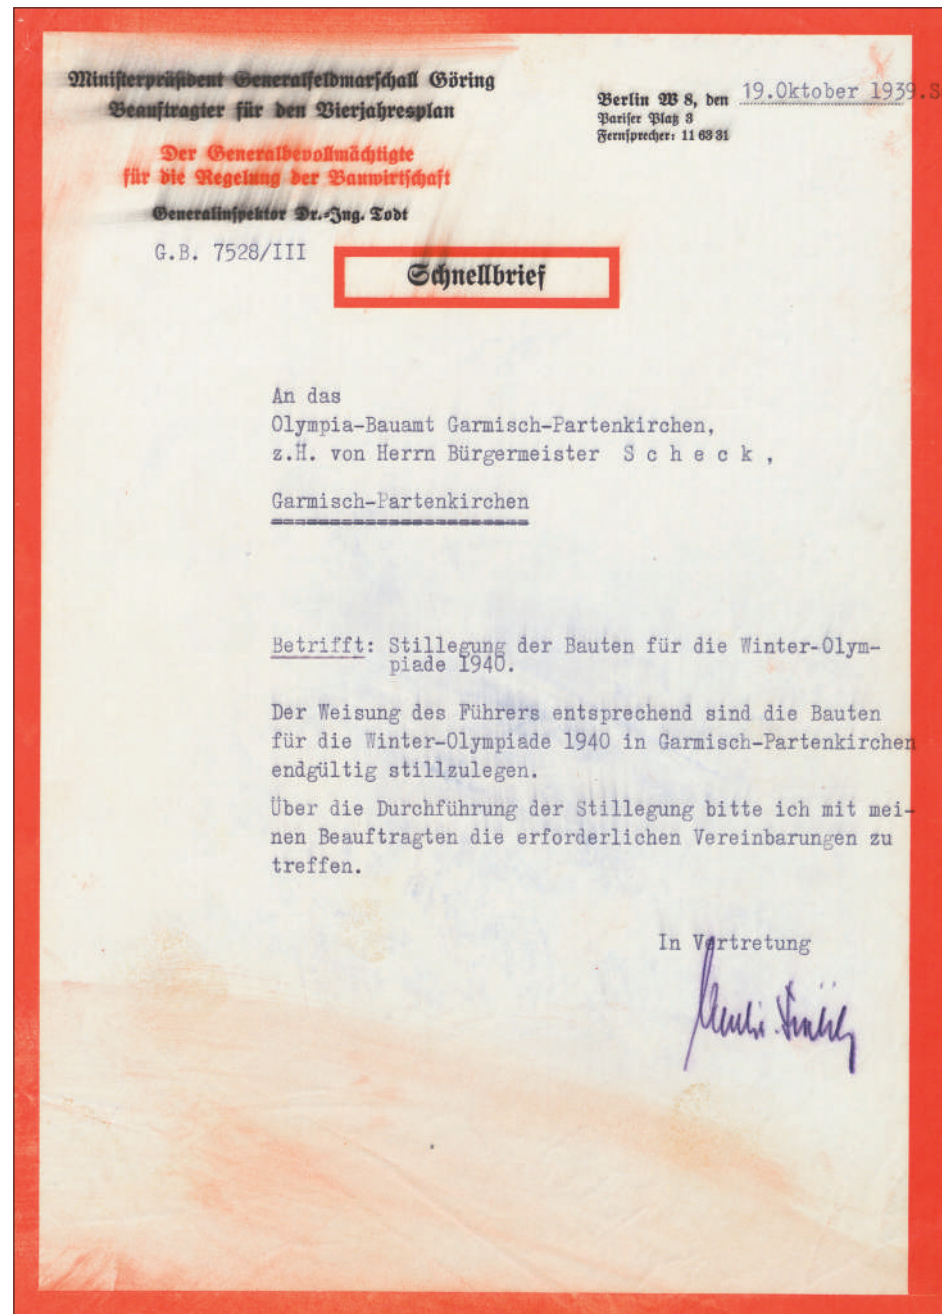 Ministerpräsident Generalfeldmarschall Göring
Beauftragter für den Vierjahresplan
Der Generalbevollmächtigte
für die Regelung der Bauwirtschaft
Generalinspektor Dr.-Ing. Todt
G.B. 7528/III
Berlin W 8, den 19.Oktober 1939.S
Pariser Platz 3
Fernsprecher: 11 63 31
Schnellbrief
An das
Olympia-Bauamt Garmisch-Partenkirchen,
z.H. von Herrn Bürgermeister S c h e c k ,
Garmisch-Partenkirchen
Betrifft: Stillegung der Bauten für die Winter-Olym-
piade 1940.
Der Weisung des Führers entsprechend sind die Bauten
für die Winter-Olympiade 1940 in Garmisch-Partenkirchen
endgültig stillzulegen.
Über die Durchführung der Stillegung bitte ich mit mei-
nen Beauftragten die erforderlichen Vereinbarungen zu
treffen.
In Vertretung